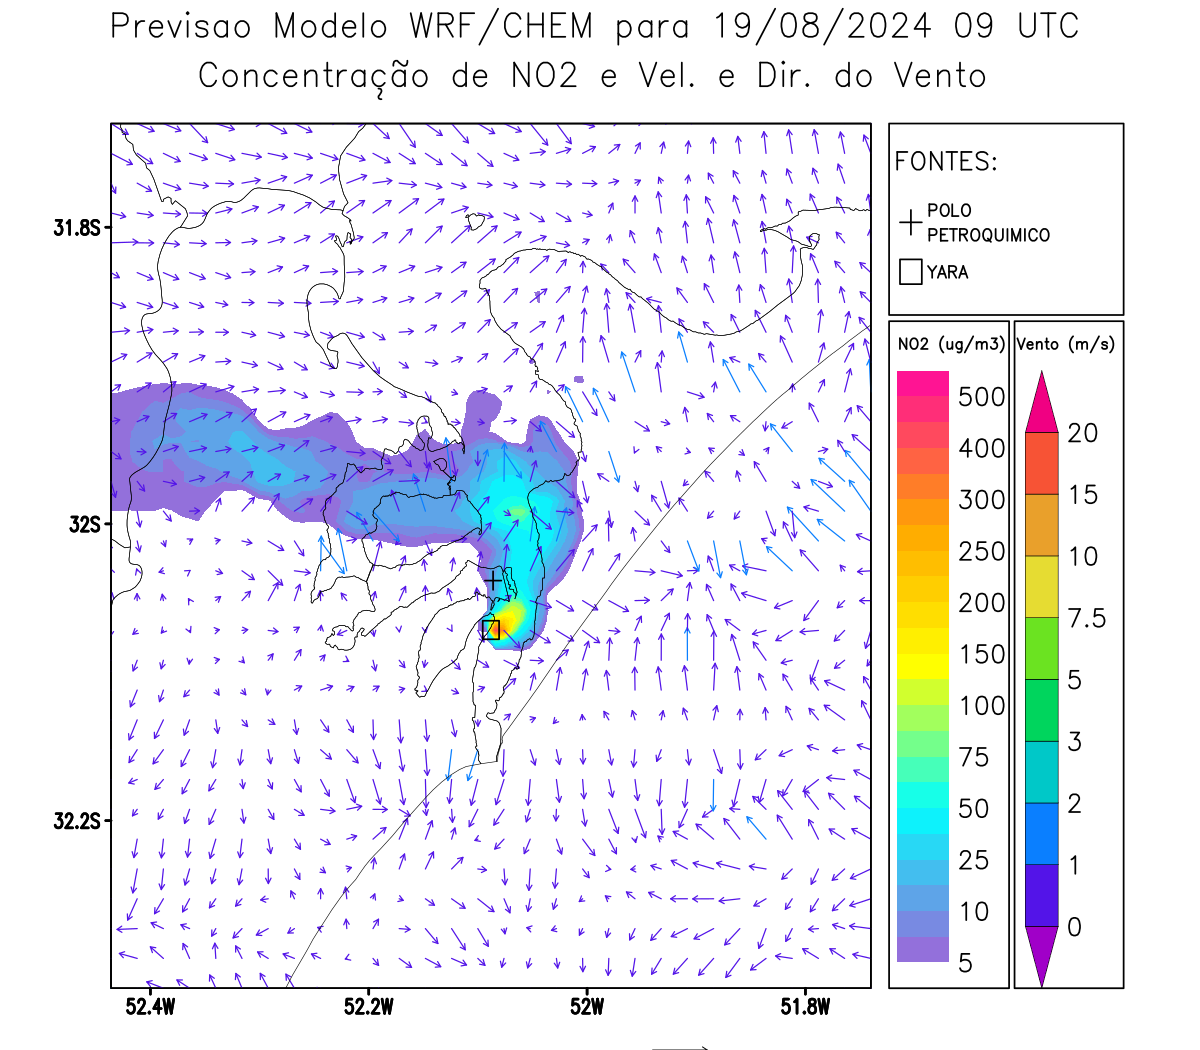 Previsao Modelo WRF/CHEM para 19/08/2024 09 UTC
Concentração de NO2 e Vel. e Dir. do Vento
FONTES:
POLO
PETROQUIMICO
YARA
NO2 (ug/m3)
500
400
300
250
200
150
100
75
50
25
10
5
Vento (m/s)
20
15
10
7.5
5
3
2
1
0
31.8S
32S
32.2S
52.4W
52.2W
52W
51.8W